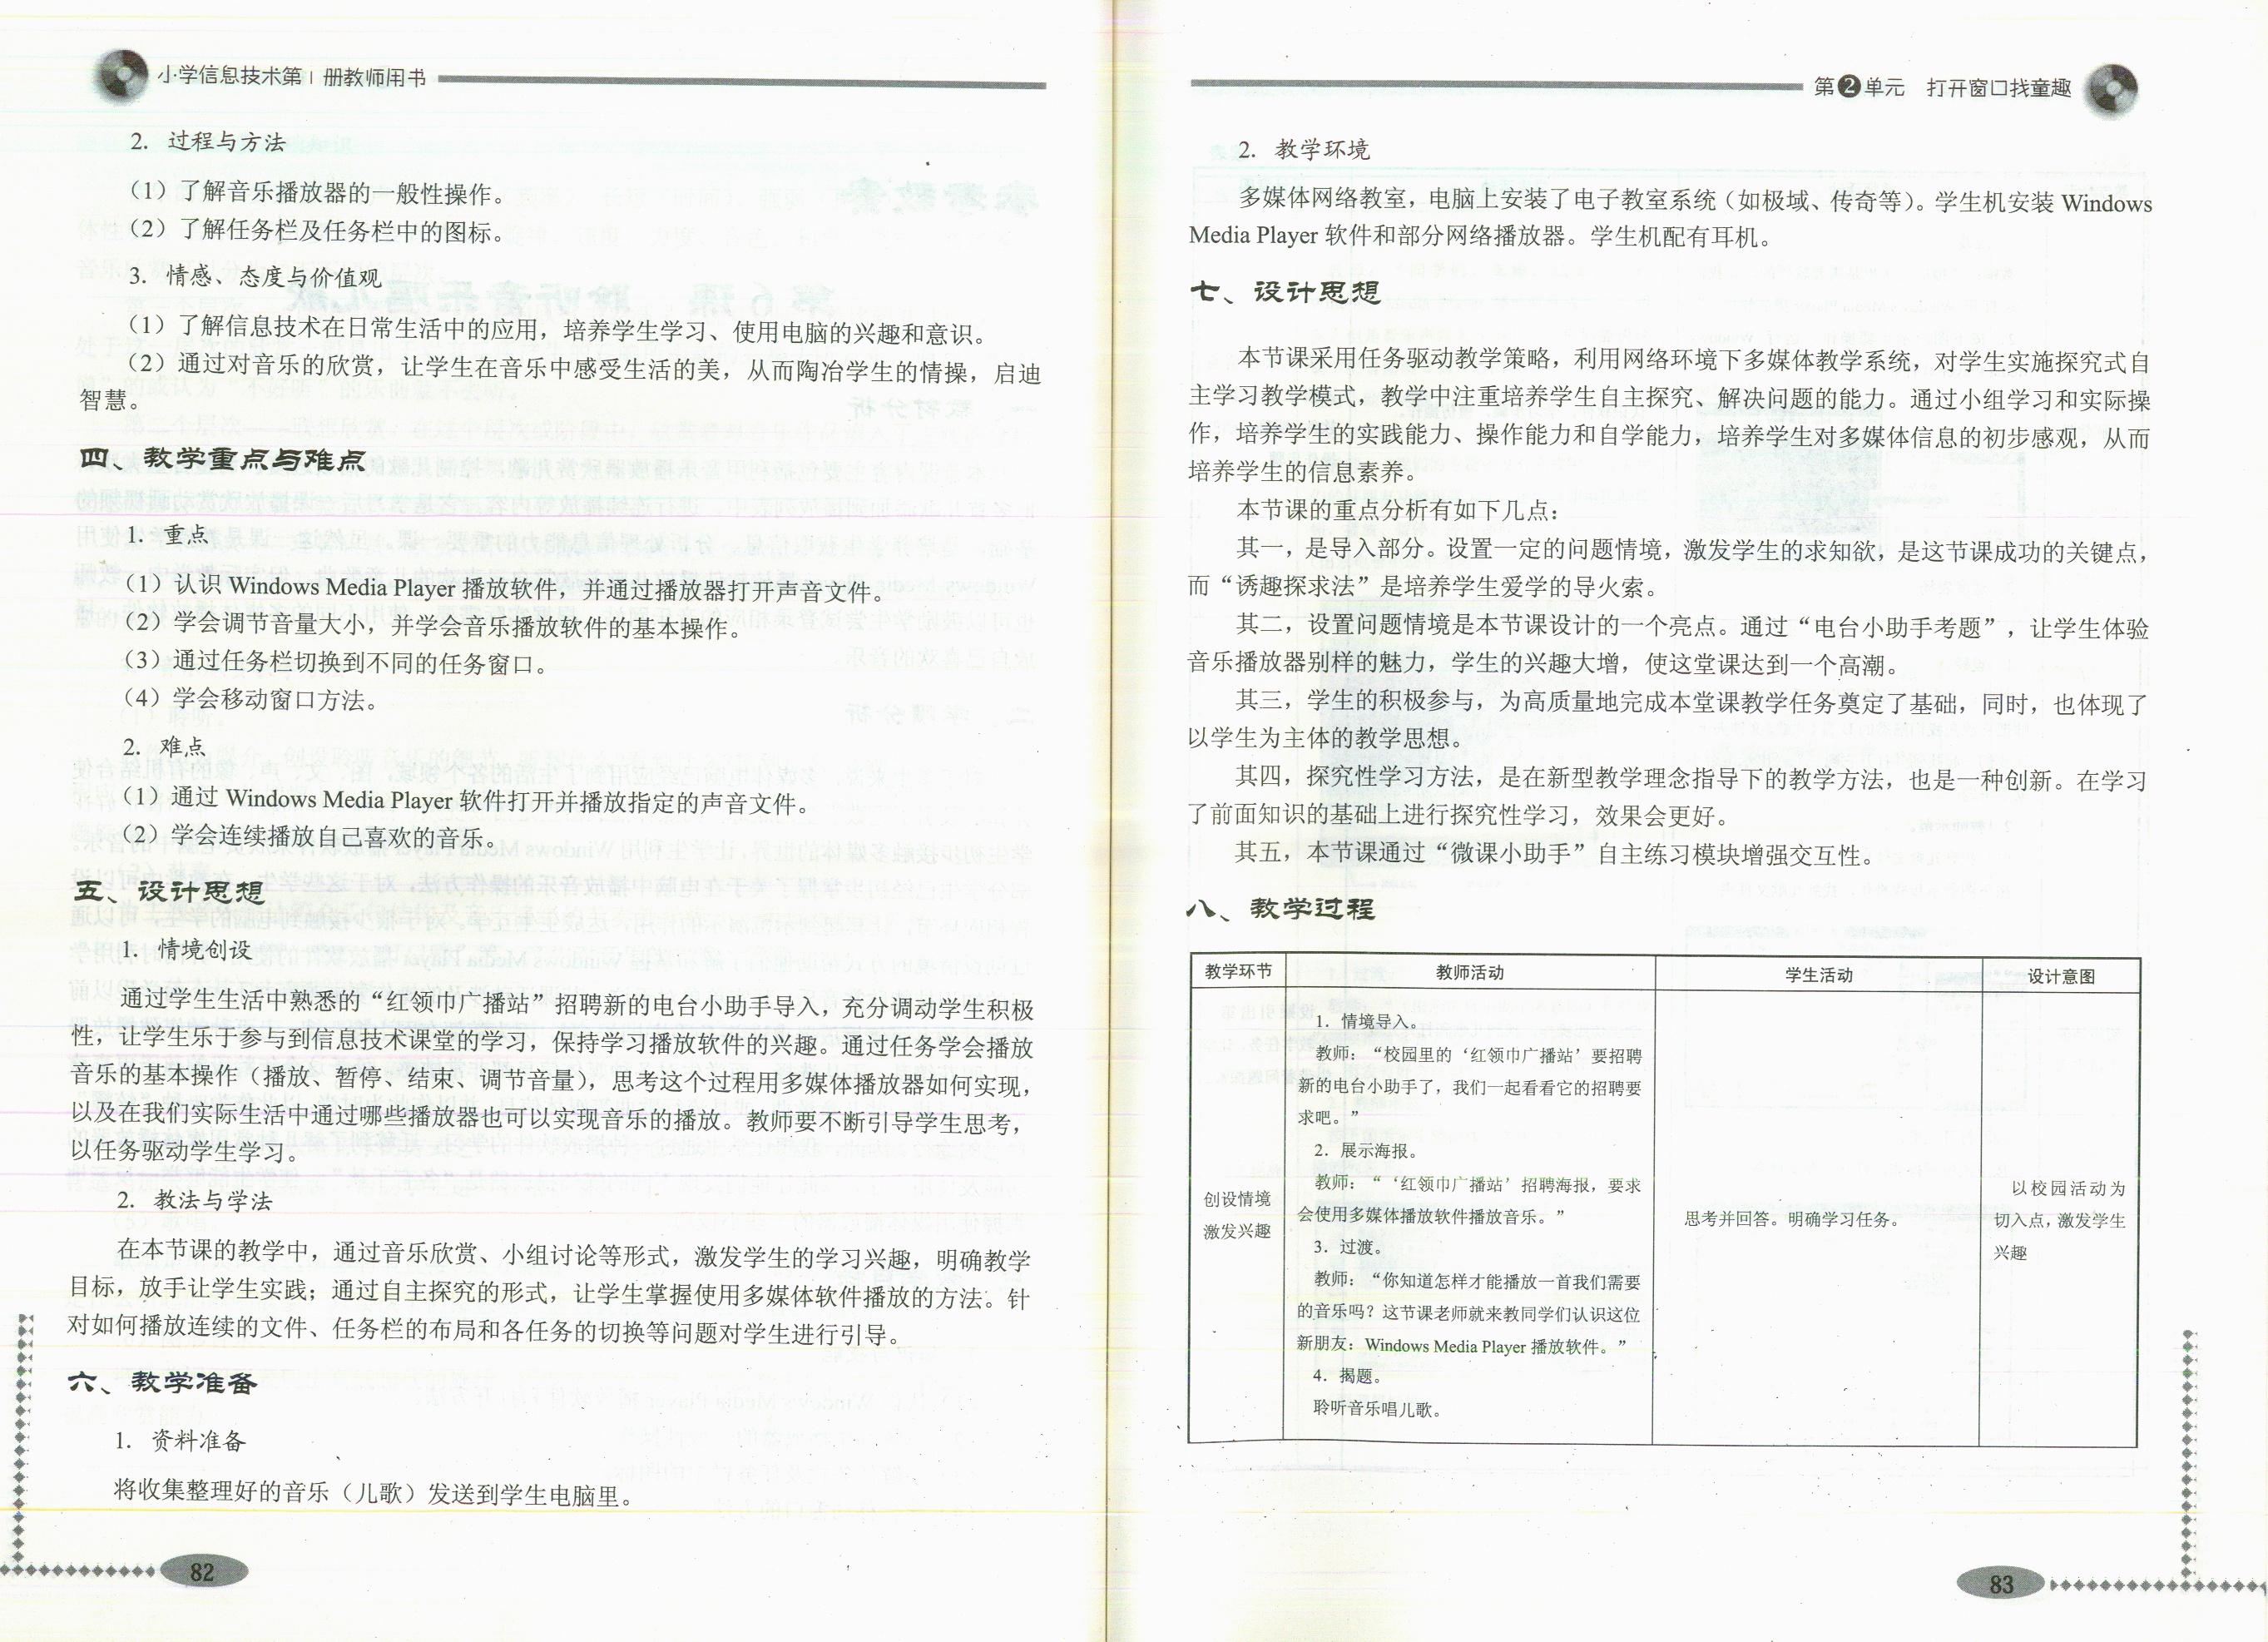 小学信息技术第1册教师用书
2. 过程与方法
（1）了解音乐播放器的一般性操作。
（2）了解任务栏及任务栏中的图标。
3. 情感、态度与价值观
（1）了解信息技术在日常生活中的应用，培养学生学习、使用电脑的兴趣和意识。
（2）通过对音乐的欣赏，让学生在音乐中感受生活的美，从而陶冶学生的情操，启迪
智慧。
四、教学重点与难点
1. 重点
（1）认识 Windows Media Player 播放软件，并通过播放器打开声音文件。
（2）学会调节音量大小，并学会音乐播放软件的基本操作。
（3）通过任务栏切换到不同的任务窗口。
（4）学会移动窗口方法。
2. 难点
（1）通过 Windows Media Player 软件打开并播放指定的声音文件。
（2）学会连续播放自己喜欢的音乐。
五、设计思想
1. 情境创设
通过学生生活中熟悉的“红领巾广播站”招聘新的电台小助手导入，充分调动学生积极
性，让学生乐于参与到信息技术课堂的学习，保持学习播放软件的兴趣。通过任务学会播放
音乐的基本操作（播放、暂停、结束、调节音量），思考这个过程用多媒体播放器如何实现，
以及在我们实际生活中通过哪些播放器也可以实现音乐的播放。教师要不断引导学生思考，
以任务驱动学生学习。
2. 教法与学法
在本节课的教学中，通过音乐欣赏、小组讨论等形式，激发学生的学习兴趣，明确教学
目标，放手让学生实践；通过自主探究的形式，让学生掌握使用多媒体软件播放的方法。针
对如何播放连续的文件、任务栏的布局和各任务的切换等问题对学生进行引导。
六、教学准备
1. 资料准备
将收集整理好的音乐（儿歌）发送到学生电脑里。
82
第2单元 打开窗口找童趣
2. 教学环境
多媒体网络教室，电脑上安装了电子教室系统（如极域、传奇等）。学生机安装 Windows
Media Player 软件和部分网络播放器。学生机配有耳机。
七、设计思想
本节课采用任务驱动教学策略，利用网络环境下多媒体教学系统，对学生实施探究式自
主学习教学模式，教学中注重培养学生自主探究、解决问题的能力。通过小组学习和实际操
作，培养学生的实践能力、操作能力和自学能力，培养学生对多媒体信息的初步感观，从而
培养学生的信息素养。
本节课的重点分析有如下几点：
其一，是导入部分。设置一定的问题情境，激发学生的求知欲，是这节课成功的关键点，
而“诱趣探求法”是培养学生爱学的导火索。
其二，设置问题情境是本节课设计的一个亮点。通过“电台小助手考题”，让学生体验
音乐播放器别样的魅力，学生的兴趣大增，使这堂课达到一个高潮。
其三，学生的积极参与，为高质量地完成本堂课教学任务奠定了基础，同时，也体现了
以学生为主体的教学思想。
其四，探究性学习方法，是在新型教学理念指导下的教学方法，也是一种创新。在学习
了前面知识的基础上进行探究性学习，效果会更好。
其五，本节课通过“微课小助手”自主练习模块增强交互性。
八、教学过程
教学环节 教师活动 学生活动 设计意图
创设情境
激发兴趣
1. 情境导入。
教师：“校园里的‘红领巾广播站’要招聘
新的电台小助手了，我们一起看看它的招聘要
求吧。”
2. 展示海报。
教师：“‘红领巾广播站’招聘海报，要求
会使用多媒体播放软件播放音乐。”
3. 过渡。
教师：“你知道怎样才能播放一首我们需要
的音乐吗？这节课老师就来教同学们认识这位
新朋友：Windows Media Player 播放软件。”
4. 揭题。
聆听音乐唱儿歌。
思考并回答。明确学习任务。
以校园活动为
切入点，激发学生
兴趣
83